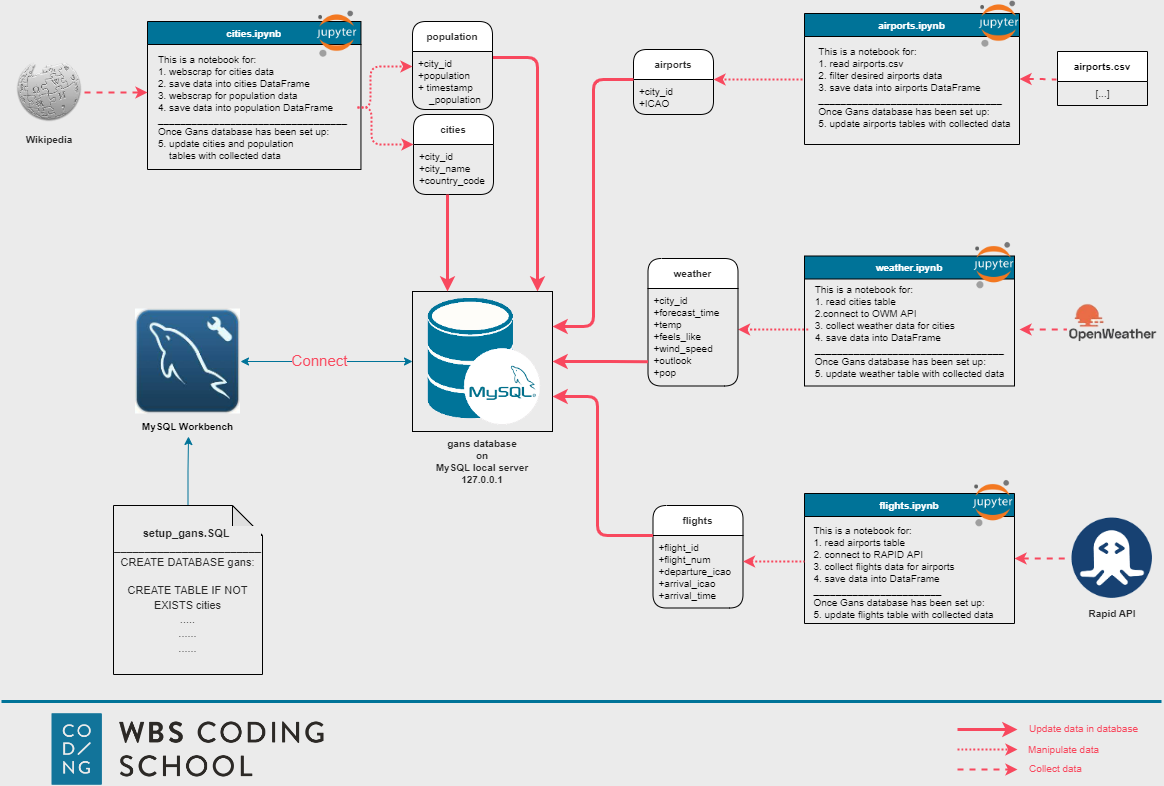 cities.ipynb
jupyter
This is a notebook for:
1. webscrap for cities data
2. save data into cities DataFrame
3. webscrap for population data
4. save data into population DataFrame
Once Gans database has been set up:
5. update cities and population
tables with collected data
Wikipedia
population
+city_id
+population
+ timestamp
_population
cities
+city_id
+city_name
+country_code
airports
+city_id
+ICAO
airports.ipynb
jupyter
This is a notebook for:
1. read airports.csv
2. filter desired airports data
3. save data into airports DataFrame
Once Gans database has been set up:
5. update airports tables with collected data
airports.csv
[...]
weather
+city_id
+forecast_time
+temp
+feels_like
+wind_speed
+outlook
+pop
weather.ipynb
jupyter
This is a notebook for:
1. read cities table
2.connect to OWM API
3. collect weather data for cities
4. save data into DataFrame
Once Gans database has been set up:
5. update weather table with collected data
OpenWeather
MySQL Workbench
Connect
MySQL
gans database
on
MySQL local server
127.0.0.1
setup_gans.SQL
CREATE DATABASE gans:
CREATE TABLE IF NOT
EXISTS cities
.....
......
......
flights
+flight_id
+flight_num
+departure_icao
+arrival_icao
+arrival_time
flights.ipynb
jupyter
This is a notebook for:
1. read airports table
2. connect to RAPID API
3. collect flights data for airports
4. save data into DataFrame
Once Gans database has been set up:
5. update flights table with collected data
Rapid API
CO
D/
NG
WBS CODING
SCHOOL
Update data in database
Manipulate data
Collect data